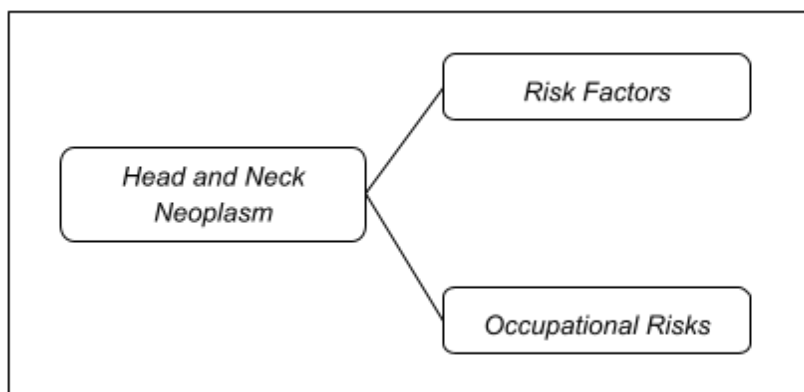 Risk Factors
Head and Neck
Neoplasm
Occupational Risks